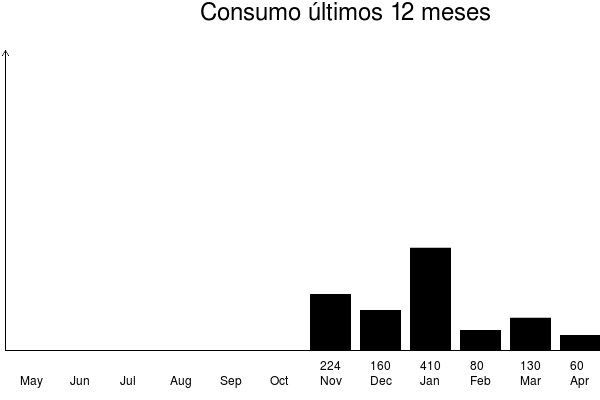 Consumo últimos 12 meses
224 160 410 80 130 60
May Jun Jul Aug Sep Oct Nov Dec Jan Feb Mar Apr